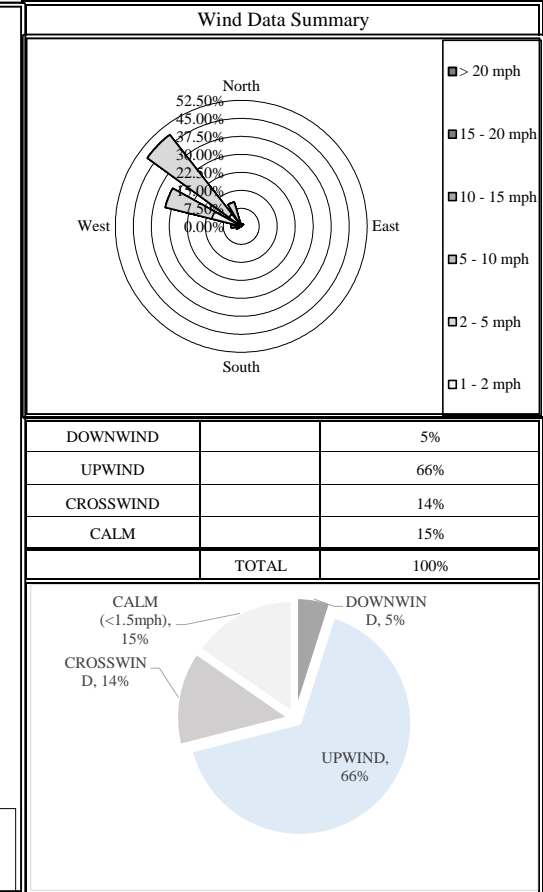 Wind Data Summary
North
52.50%
45.00%
37.50%
30.00%
22.50%
15.00%
7.50%
0.00%
West
East
South
> 20 mph
15 - 20 mph
10 - 15 mph
5 - 10 mph
2 - 5 mph
1 - 2 mph
DOWNWIND 5%
UPWIND 66%
CROSSWIND 14%
CALM 15%
TOTAL 100%
CALM
(<1.5mph),
15%
DOWNWIN
D, 5%
CROSSWIN
D, 14%
UPWIND,
66%